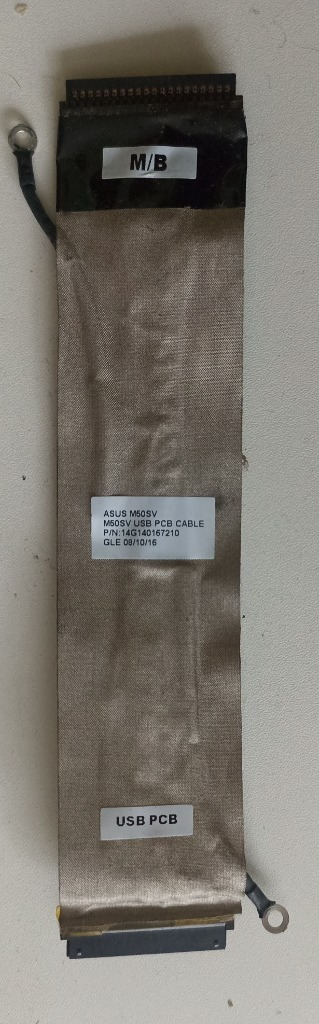 M/B
ASUS M50SV
M50SV USB PCB CABLE
P/N:14G140167210
GLE 08/10/16
USB PCB